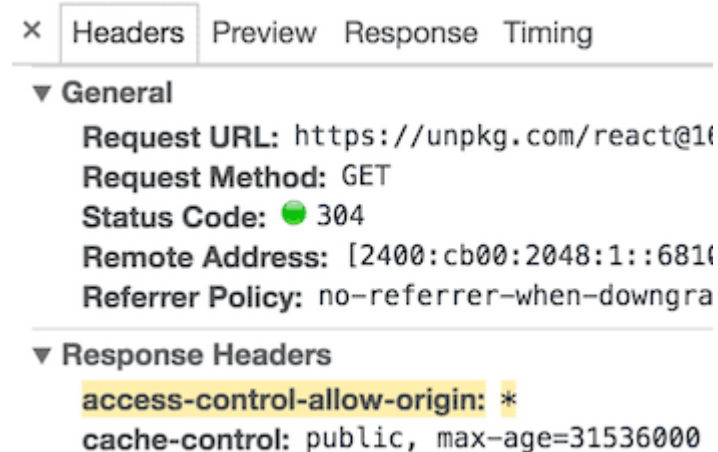 × Headers Preview Response Timing
▼ General
Request URL: https://unpkg.com/react@16
Request Method: GET
Status Code: 304
Remote Address: [2400:cb00:2048:1::6810
Referrer Policy: no-referrer-when-downgra
▼ Response Headers
access-control-allow-origin: *
cache-control: public, max-age=31536000